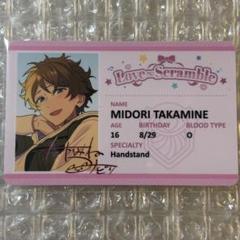 Love♥Scramble
NAME
MIDORI TAKAMINE
AGE BIRTHDAY BLOOD TYPE
16 8/29 O
SPECIALTY
Handstand